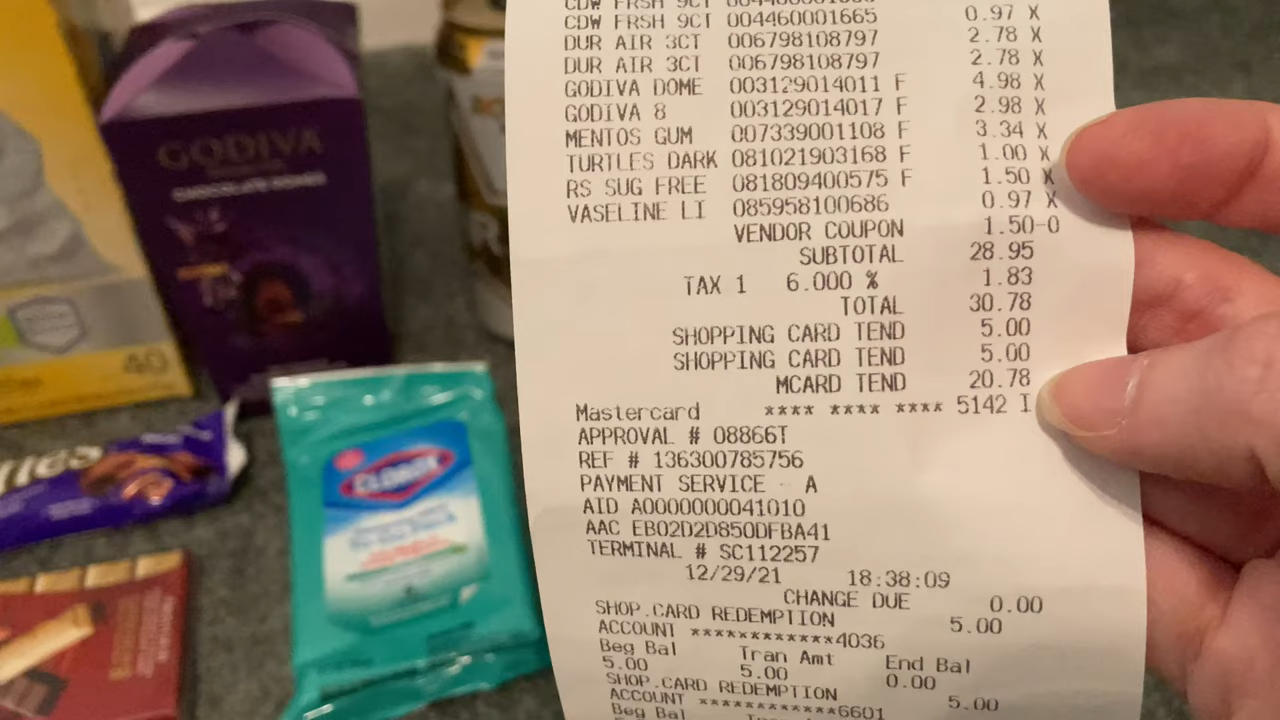 GODIVA
40
CLOROX
CDW FRSH 9CT
CDW FRSH 9CT 004460001665 0.97 X
DUR AIR 3CT 006798108797 2.78 X
DUR AIR 3CT 006798108797 2.78 X
GODIVA DOME 003129014011 F 4.98 X
GODIVA 8 003129014017 F 2.98 X
MENTOS GUM 007339001108 F 3.34 X
TURTLES DARK 081021903168 F 1.00 X
RS SUG FREE 081809400575 F 1.50 X
VASELINE LI 085958100686 0.97 X
VENDOR COUPON 1.50-0
SUBTOTAL 28.95
TAX 1 6.000 % 1.83
TOTAL 30.78
SHOPPING CARD TEND 5.00
SHOPPING CARD TEND 5.00
MCARD TEND 20.78
Mastercard **** **** **** 5142 I
APPROVAL # 08866T
REF # 136300785756
PAYMENT SERVICE - A
AID A0000000041010
AAC EB02D2D850DFBA41
TERMINAL # SC112257
12/29/21 18:38:09
CHANGE DUE 0.00
SHOP.CARD REDEMPTION 5.00
ACCOUNT ************4036
Beg Bal Tran Amt End Bal
5.00 5.00 0.00
SHOP.CARD REDEMPTION 5.00
ACCOUNT ************6601
Beg Bal